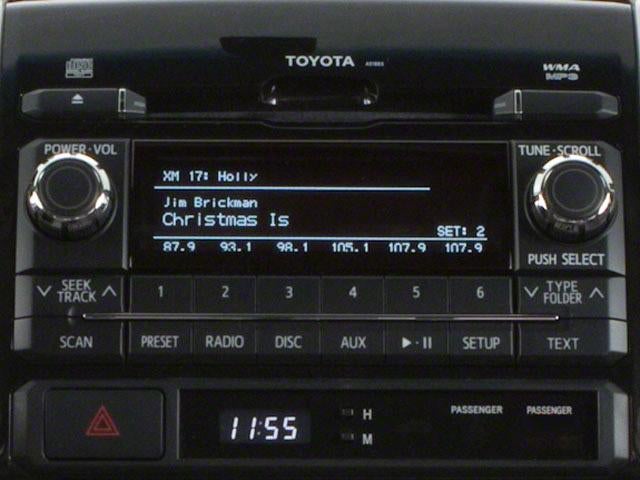 TOYOTA
WMA
MP3
POWER·VOL
TUNE·SCROLL
XM 17: Holly
Jim Brickman
Christmas Is
SET: 2
87.9 93.1 98.1 105.1 107.9 107.9
PUSH SELECT
SEEK
TRACK
1 2 3 4 5 6
TYPE
FOLDER
SCAN PRESET RADIO DISC AUX SETUP TEXT
11:55
H
M
PASSENGER PASSENGER